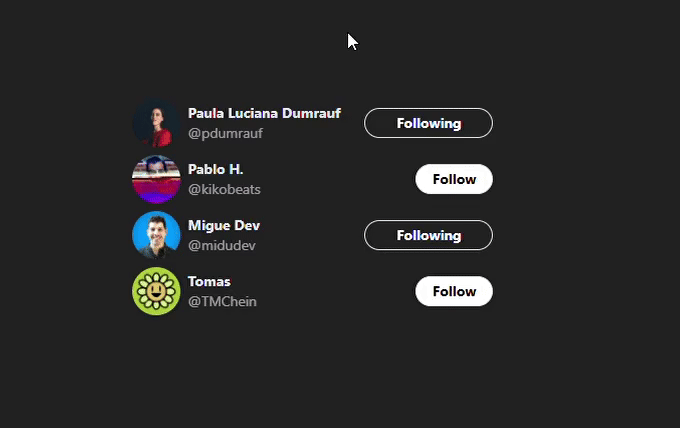 Paula Luciana Dumrauf
@pdumrauf
Following
Pablo H.
@kikobeats
Follow
Migue Dev
@midudev
Following
Tomas
@TMChein
Follow